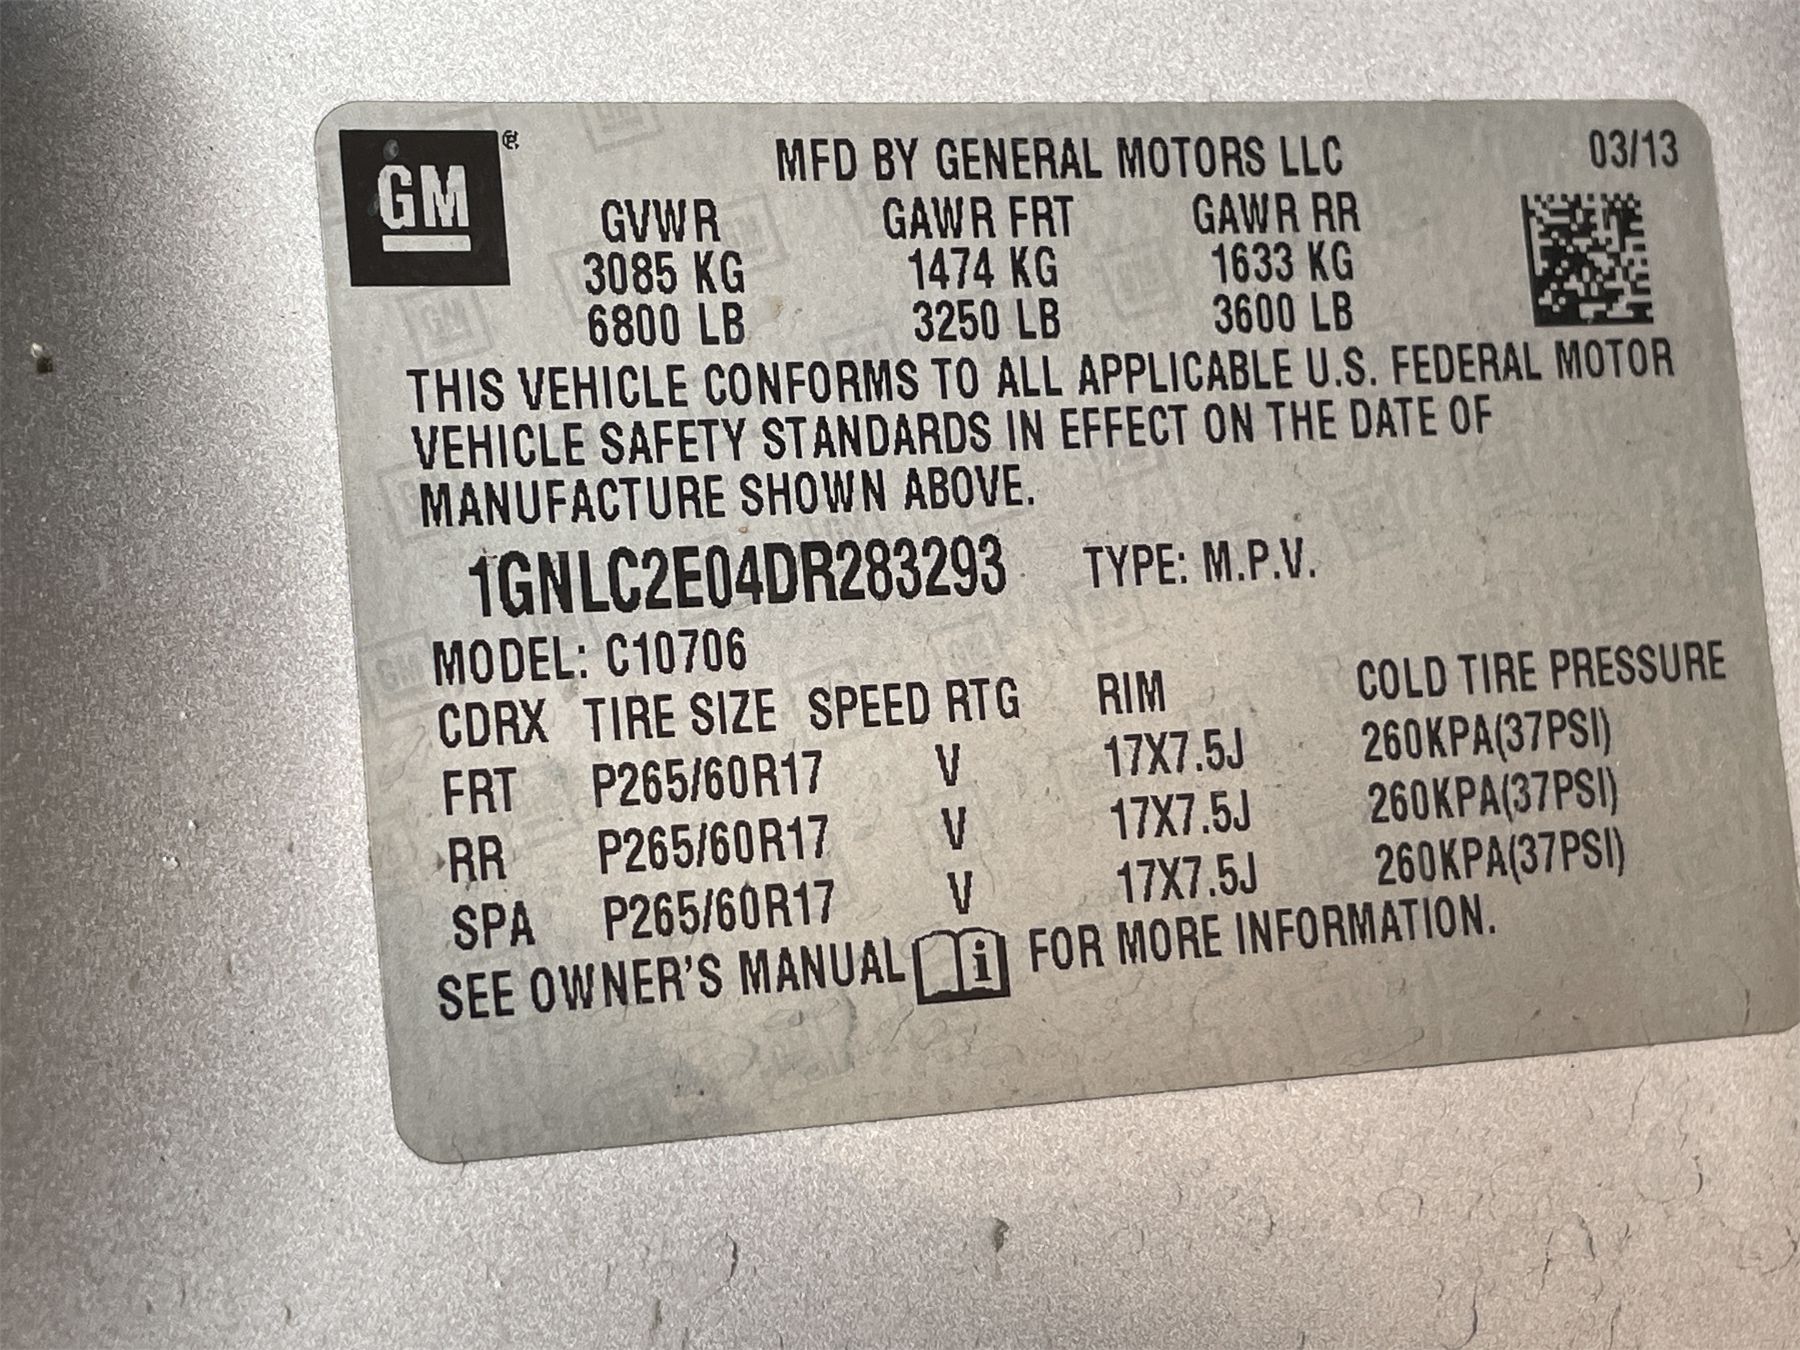 GM
MFD BY GENERAL MOTORS LLC 03/13
GVWR GAWR FRT GAWR RR
3085 KG 1474 KG 1633 KG
6800 LB 3250 LB 3600 LB
THIS VEHICLE CONFORMS TO ALL APPLICABLE U.S. FEDERAL MOTOR
VEHICLE SAFETY STANDARDS IN EFFECT ON THE DATE OF
MANUFACTURE SHOWN ABOVE.
1GNLC2E04DR283293 TYPE: M.P.V.
MODEL: C10706
CDRX TIRE SIZE SPEED RTG RIM COLD TIRE PRESSURE
FRT P265/60R17 V 17X7.5J 260KPA(37PSI)
RR P265/60R17 V 17X7.5J 260KPA(37PSI)
SPA P265/60R17 V 17X7.5J 260KPA(37PSI)
SEE OWNER'S MANUAL i FOR MORE INFORMATION.